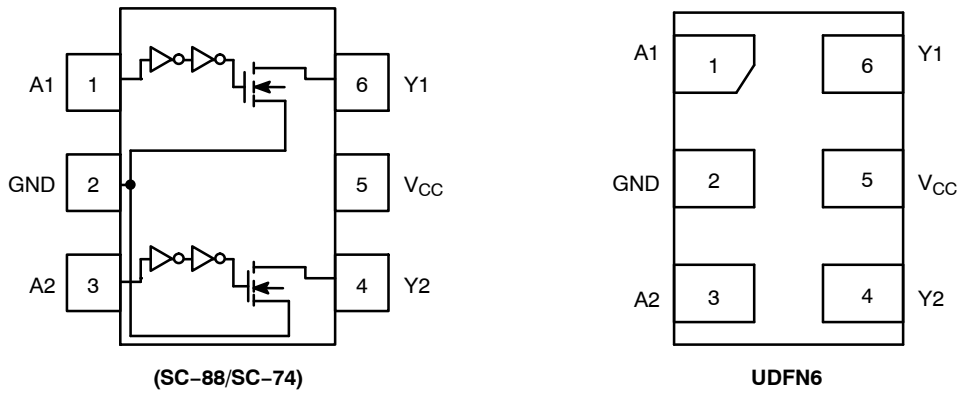 A1 1 6 Y1
GND 2 5 VCC
A2 3 4 Y2
(SC−88/SC−74)
A1 1 6 Y1
GND 2 5 VCC
A2 3 4 Y2
UDFN6